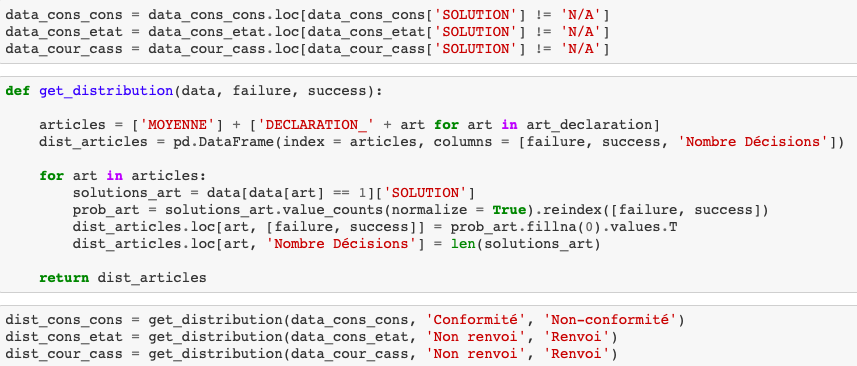 data_cons_cons = data_cons_cons.loc[data_cons_cons['SOLUTION'] != 'N/A']
data_cons_etat = data_cons_etat.loc[data_cons_etat['SOLUTION'] != 'N/A']
data_cour_cass = data_cour_cass.loc[data_cour_cass['SOLUTION'] != 'N/A']
def get_distribution(data, failure, success):
    articles = ['MOYENNE'] + ['DECLARATION_' + art for art in art_declaration]
    dist_articles = pd.DataFrame(index = articles, columns = [failure, success, 'Nombre Décisions'])
    for art in articles:
        solutions_art = data[data[art] == 1]['SOLUTION']
        prob_art = solutions_art.value_counts(normalize = True).reindex([failure, success])
        dist_articles.loc[art, [failure, success]] = prob_art.fillna(0).values.T
        dist_articles.loc[art, 'Nombre Décisions'] = len(solutions_art)
    return dist_articles
dist_cons_cons = get_distribution(data_cons_cons, 'Conformité', 'Non-conformité')
dist_cons_etat = get_distribution(data_cons_etat, 'Non renvoi', 'Renvoi')
dist_cour_cass = get_distribution(data_cour_cass, 'Non renvoi', 'Renvoi')